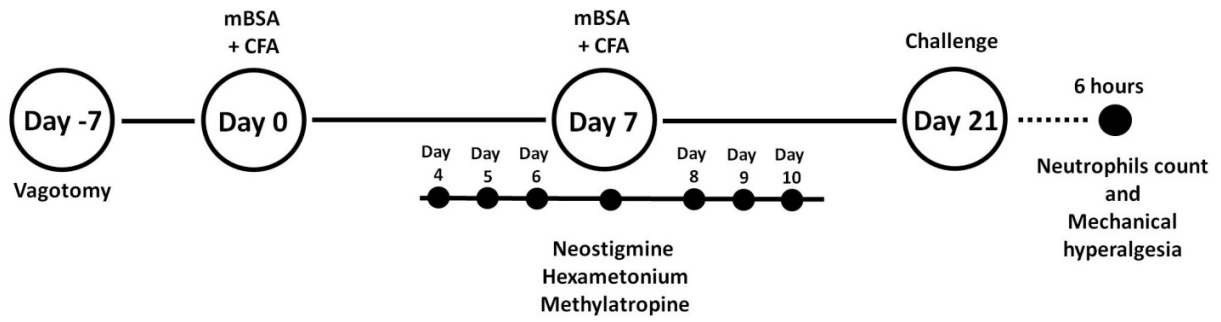 mBSA
+ CFA
mBSA
+ CFA
Challenge
6 hours
Day -7
Day 0
Day 7
Day 21
Vagotomy
Day
4
Day
5
Day
6
Day
8
Day
9
Day
10
Neutrophils count
and
Mechanical
hyperalgesia
Neostigmine
Hexametonium
Methylatropine